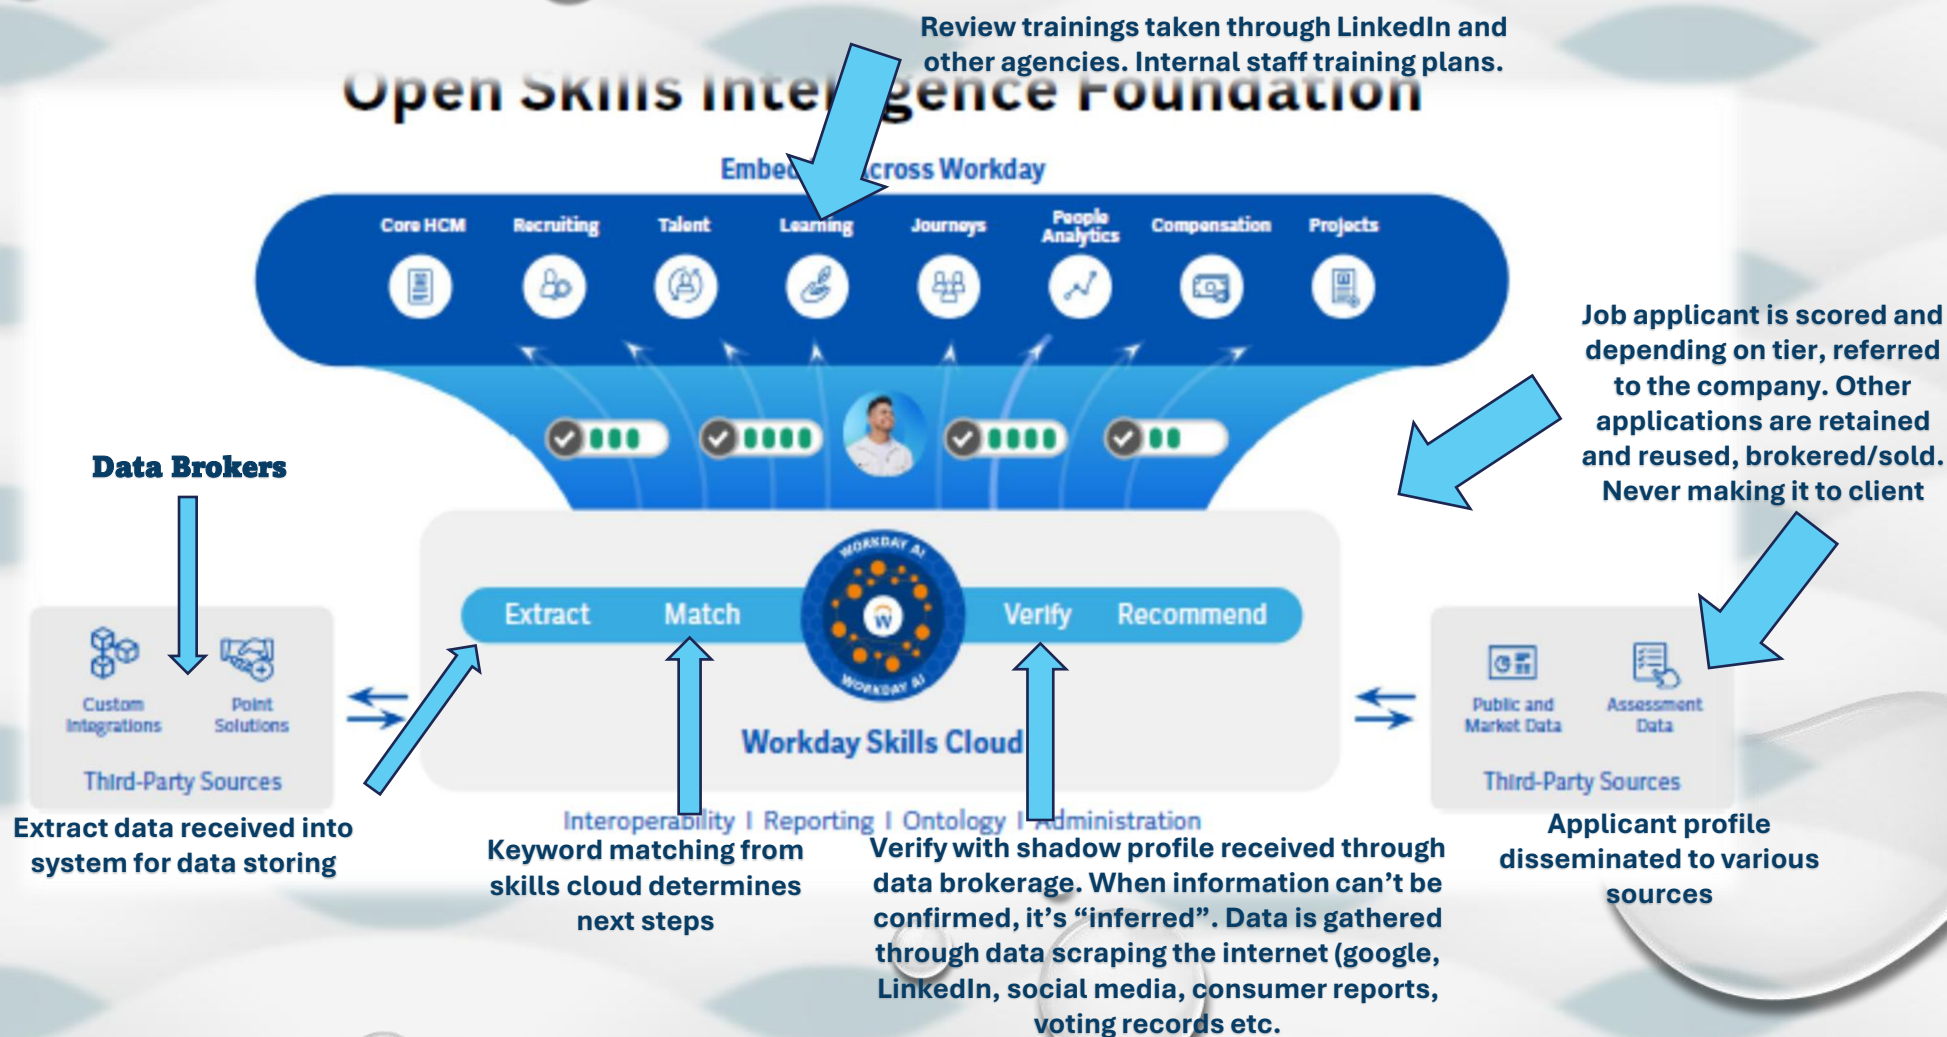 Review trainings taken through LinkedIn and
other agencies. Internal staff training plans.
Open Skills Intel gence Foundation
Embed cross Workday
Core HCM
Recruiting
Talent
Learning
Journeys
People
Analytics
Compensation
Projects
Job applicant is scored and
depending on tier, referred
to the company. Other
applications are retained
and reused, brokered/sold.
Never making it to client
Data Brokers
WORKDAY AI
Extract
Match
Verify
Recommend
W
WORKDAY AI
Workday Skills Cloud
Custom
Integrations
Point
Solutions
Third-Party Sources
Public and
Market Data
Assessment
Data
Third-Party Sources
Interoperability | Reporting | Ontology | Administration
Extract data received into
system for data storing
Keyword matching from
skills cloud determines
next steps
Verify with shadow profile received through
data brokerage. When information can’t be
confirmed, it’s “inferred”. Data is gathered
through data scraping the internet (google,
LinkedIn, social media, consumer reports,
voting records etc.
Applicant profile
disseminated to various
sources